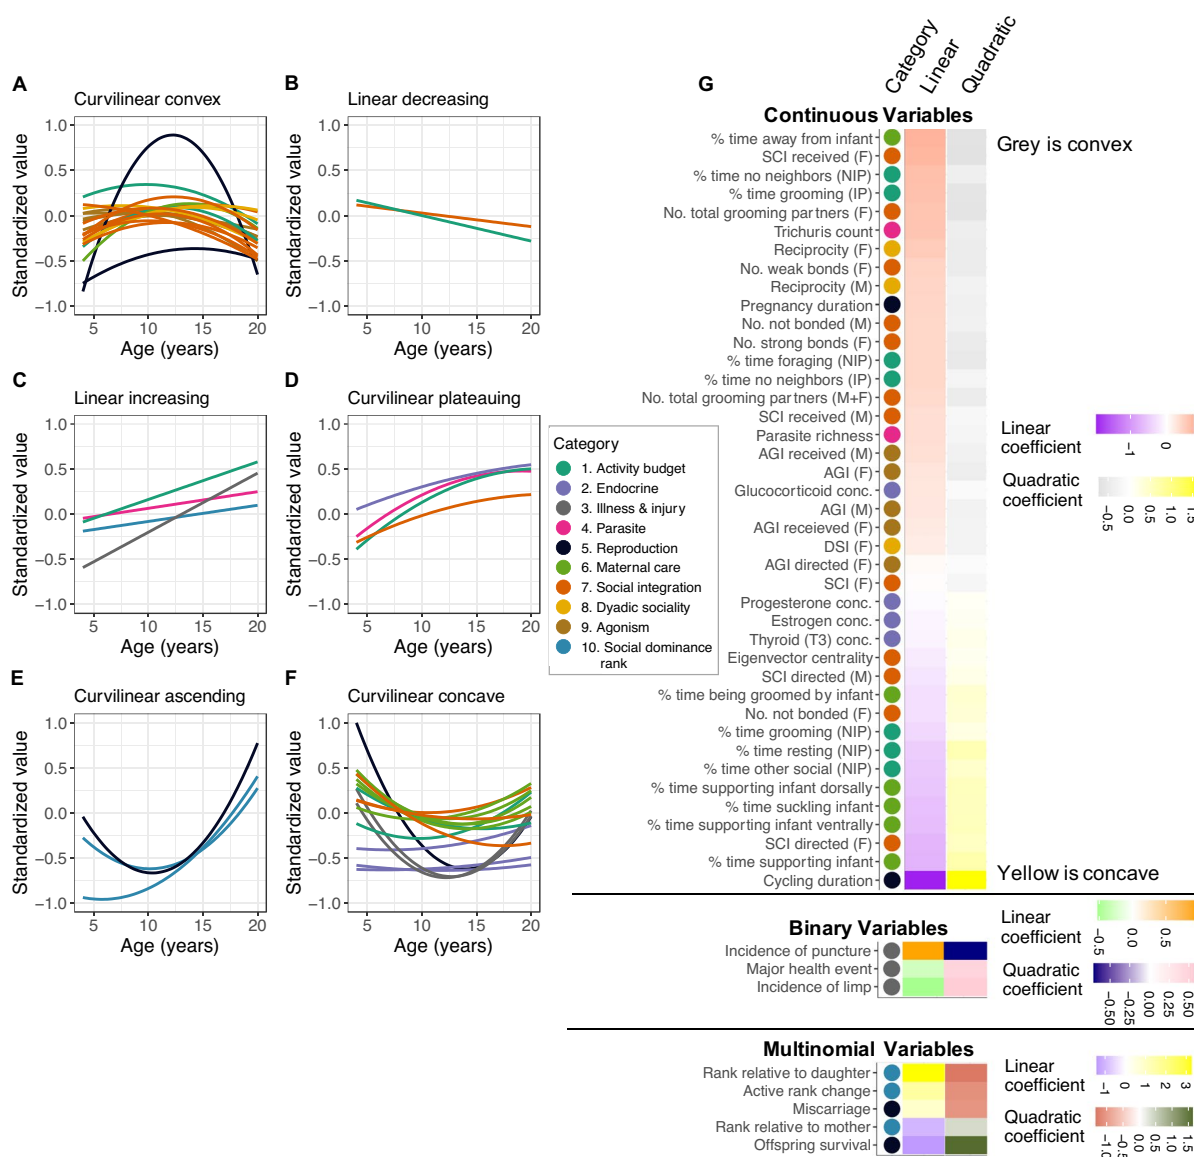 A
Curvilinear convex
Standardized value
1.0
0.5
0.0
−0.5
−1.0
5 10 15 20
Age (years)
B
Linear decreasing
Standardized value
1.0
0.5
0.0
−0.5
−1.0
5 10 15 20
Age (years)
C
Linear increasing
Standardized value
1.0
0.5
0.0
−0.5
−1.0
5 10 15 20
Age (years)
D
Curvilinear plateauing
Standardized value
1.0
0.5
0.0
−0.5
−1.0
5 10 15 20
Age (years)
Category
1. Activity budget
2. Endocrine
3. Illness & injury
4. Parasite
5. Reproduction
6. Maternal care
7. Social integration
8. Dyadic sociality
9. Agonism
10. Social dominance
rank
E
Curvilinear ascending
Standardized value
1.0
0.5
0.0
−0.5
−1.0
5 10 15 20
Age (years)
F
Curvilinear concave
Standardized value
1.0
0.5
0.0
−0.5
−1.0
5 10 15 20
Age (years)
G
Category
Linear
Quadratic
Continuous Variables
% time away from infant
SCI received (F)
% time no neighbors (NIP)
% time grooming (IP)
No. total grooming partners (F)
Trichuris count
Reciprocity (F)
No. weak bonds (F)
Reciprocity (M)
Pregnancy duration
No. not bonded (M)
No. strong bonds (F)
% time foraging (NIP)
% time no neighbors (IP)
No. total grooming partners (M+F)
SCI received (M)
Parasite richness
AGI received (M)
AGI (F)
Glucocorticoid conc.
AGI (M)
AGI receieved (F)
DSI (F)
AGI directed (F)
SCI (F)
Progesterone conc.
Estrogen conc.
Thyroid (T3) conc.
Eigenvector centrality
SCI directed (M)
% time being groomed by infant
No. not bonded (F)
% time grooming (NIP)
% time resting (NIP)
% time other social (NIP)
% time supporting infant dorsally
% time suckling infant
% time supporting infant ventrally
SCI directed (F)
% time supporting infant
Cycling duration
Grey is convex
Linear
coefficient
−1 0
Quadratic
coefficient
−0.5 0.0 0.5 1.0 1.5
Yellow is concave
Binary Variables
Incidence of puncture
Major health event
Incidence of limp
Linear
coefficient
−0.5 0.0 0.5
Quadratic
coefficient
−0.50 −0.25 0.00 0.25 0.50
Multinomial Variables
Rank relative to daughter
Active rank change
Miscarriage
Rank relative to mother
Offspring survival
Linear
coefficient
−1 0 1 2 3
Quadratic
coefficient
−1.0 −0.5 0.0 0.5 1.0 1.5